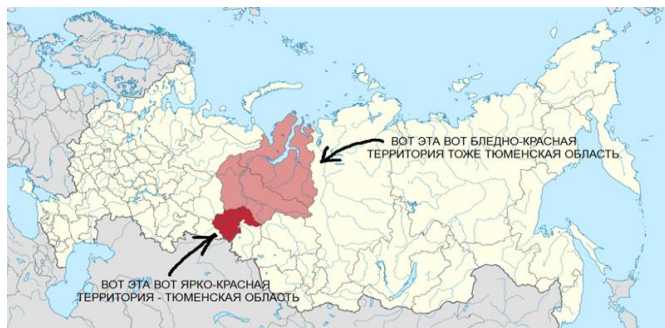 ВОТ ЭТА ВОТ БЛЕДНО-КРАСНАЯ
ТЕРРИТОРИЯ ТОЖЕ ТЮМЕНСКАЯ ОБЛАСТЬ
ВОТ ЭТА ВОТ ЯРКО-КРАСНАЯ
ТЕРРИТОРИЯ - ТЮМЕНСКАЯ ОБЛАСТЬ